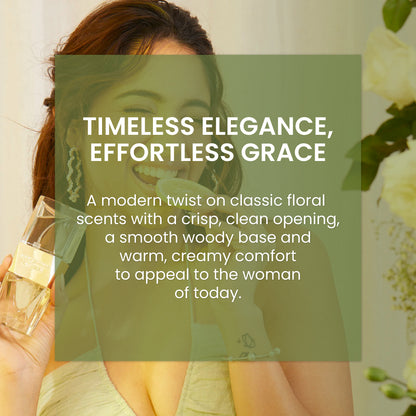 TIMELESS ELEGANCE,
EFFORTLESS GRACE
A modern twist on classic floral
scents with a crisp, clean opening,
a smooth woody base and
warm, creamy comfort
to appeal to the woman
of today.